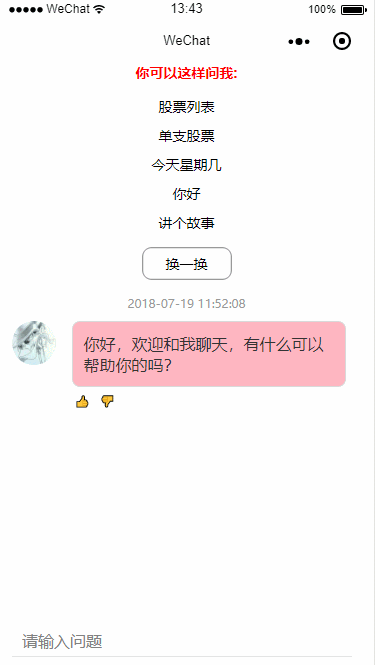 WeChat 13:43 100%
WeChat
你可以这样问我:
股票列表
单支股票
今天星期几
你好
讲个故事
换一换
2018-07-19 11:52:08
你好，欢迎和我聊天，有什么可以
帮助你的吗?
请输入问题